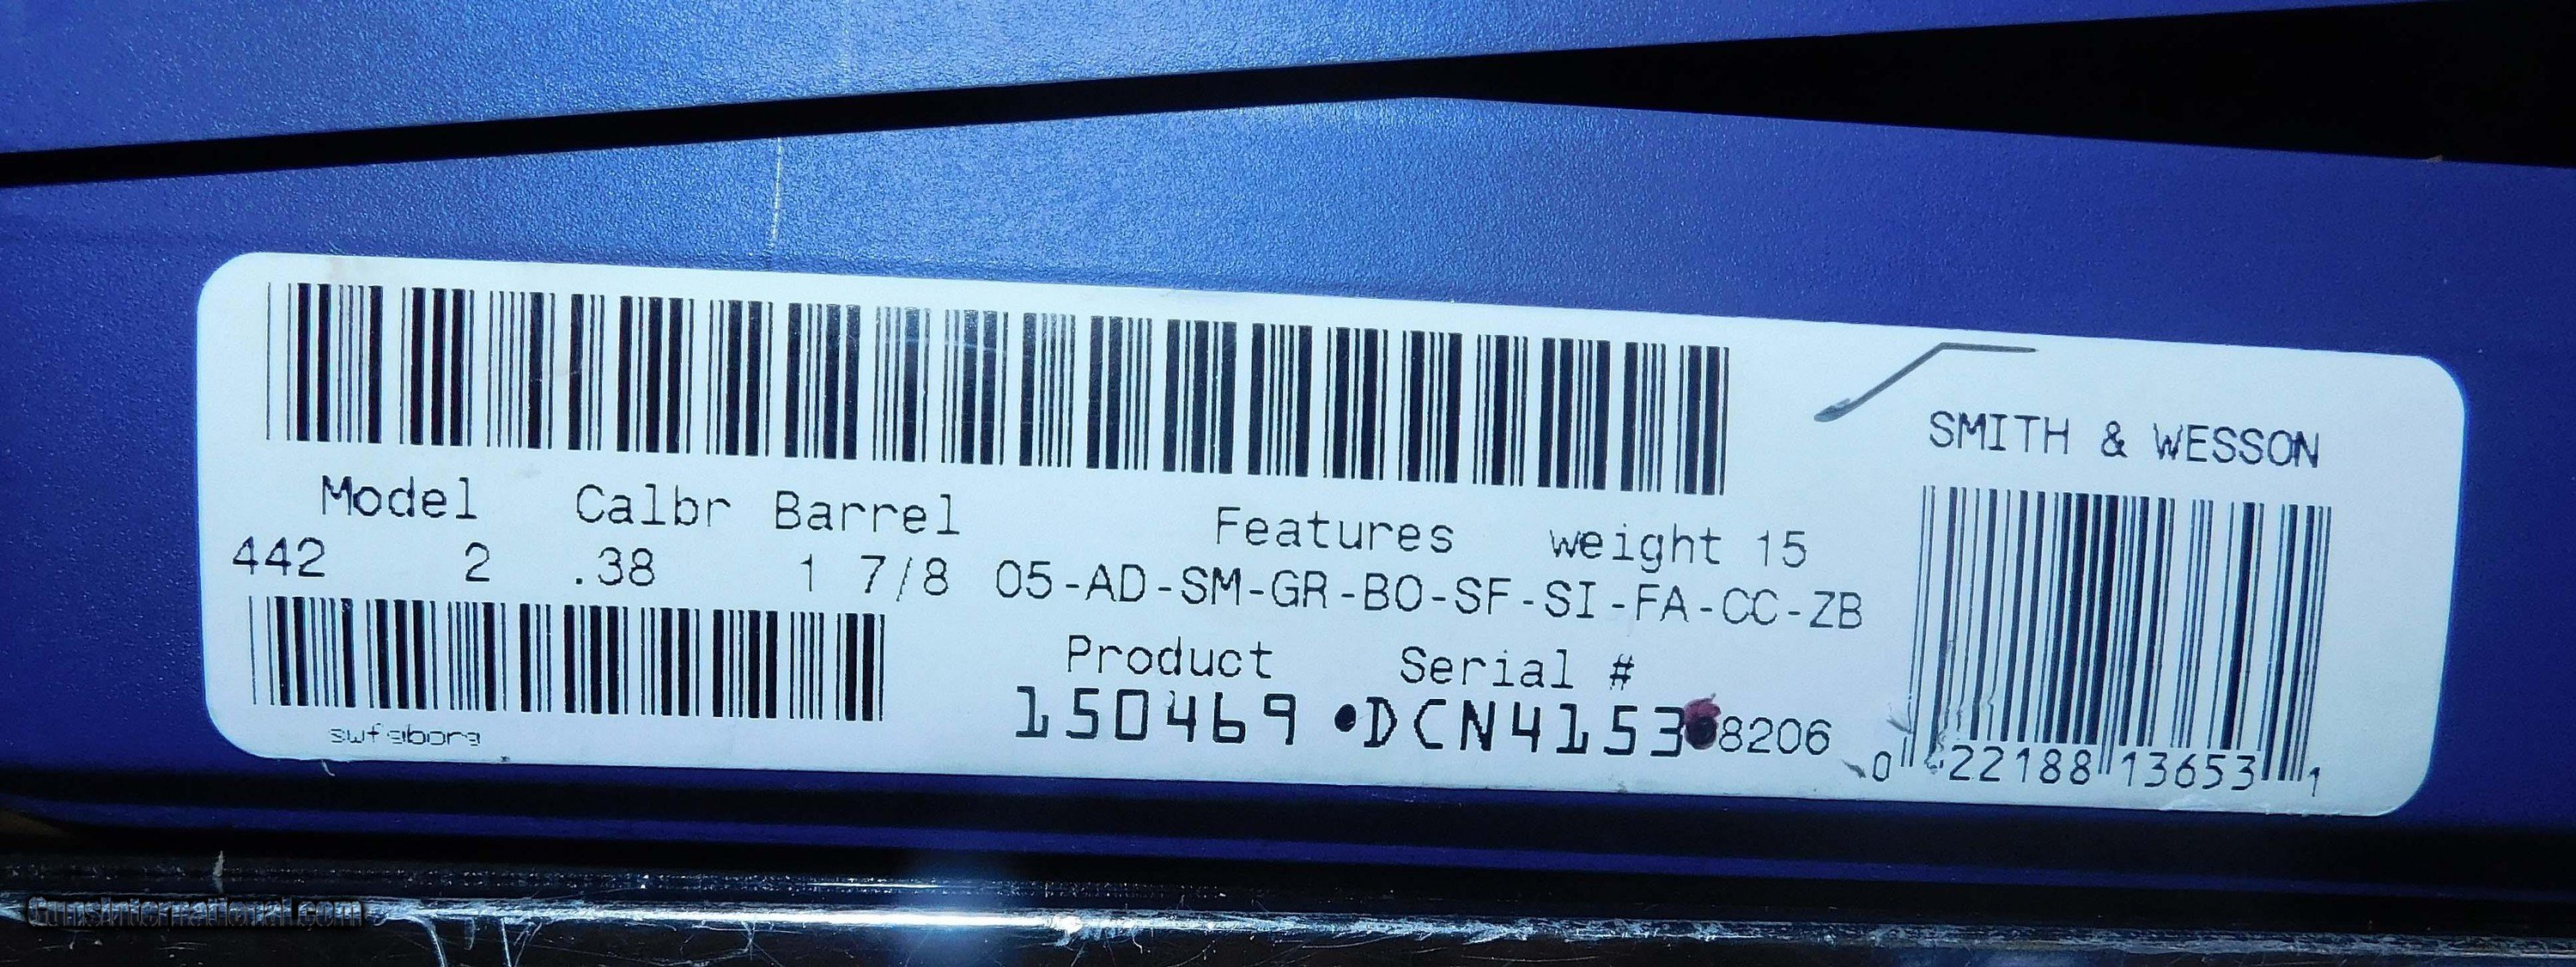 SMITH & WESSON
Model Calbr Barrel Features weight 15
442 2 .38 1 7/8 05-AD-SM-GR-BO-SF-SI-FA-CC-ZB
Product Serial #
150469 •DCN4153 8206
0 22188 13653 1
GunsInternational.com